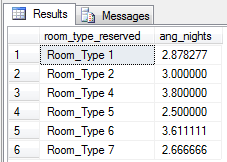 Results Messages
room_type_reserved ang_nights
1 Room_Type 1 2.878277
2 Room_Type 2 3.000000
3 Room_Type 4 3.800000
4 Room_Type 5 2.500000
5 Room_Type 6 3.611111
6 Room_Type 7 2.666666